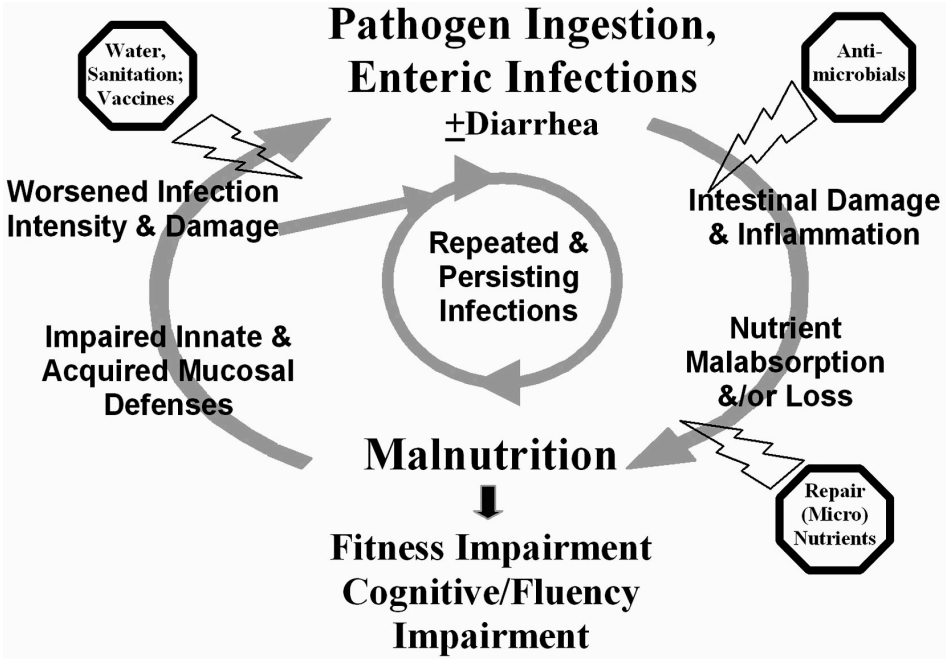 Pathogen Ingestion,
Enteric Infections
±Diarrhea
Water,
Sanitation;
Vaccines
Anti-
microbials
Worsened Infection
Intensity & Damage
Intestinal Damage
& Inflammation
Repeated &
Persisting
Infections
Impaired Innate &
Acquired Mucosal
Defenses
Nutrient
Malabsorption
&/or Loss
Malnutrition
Repair
(Micro)
Nutrients
Fitness Impairment
Cognitive/Fluency
Impairment